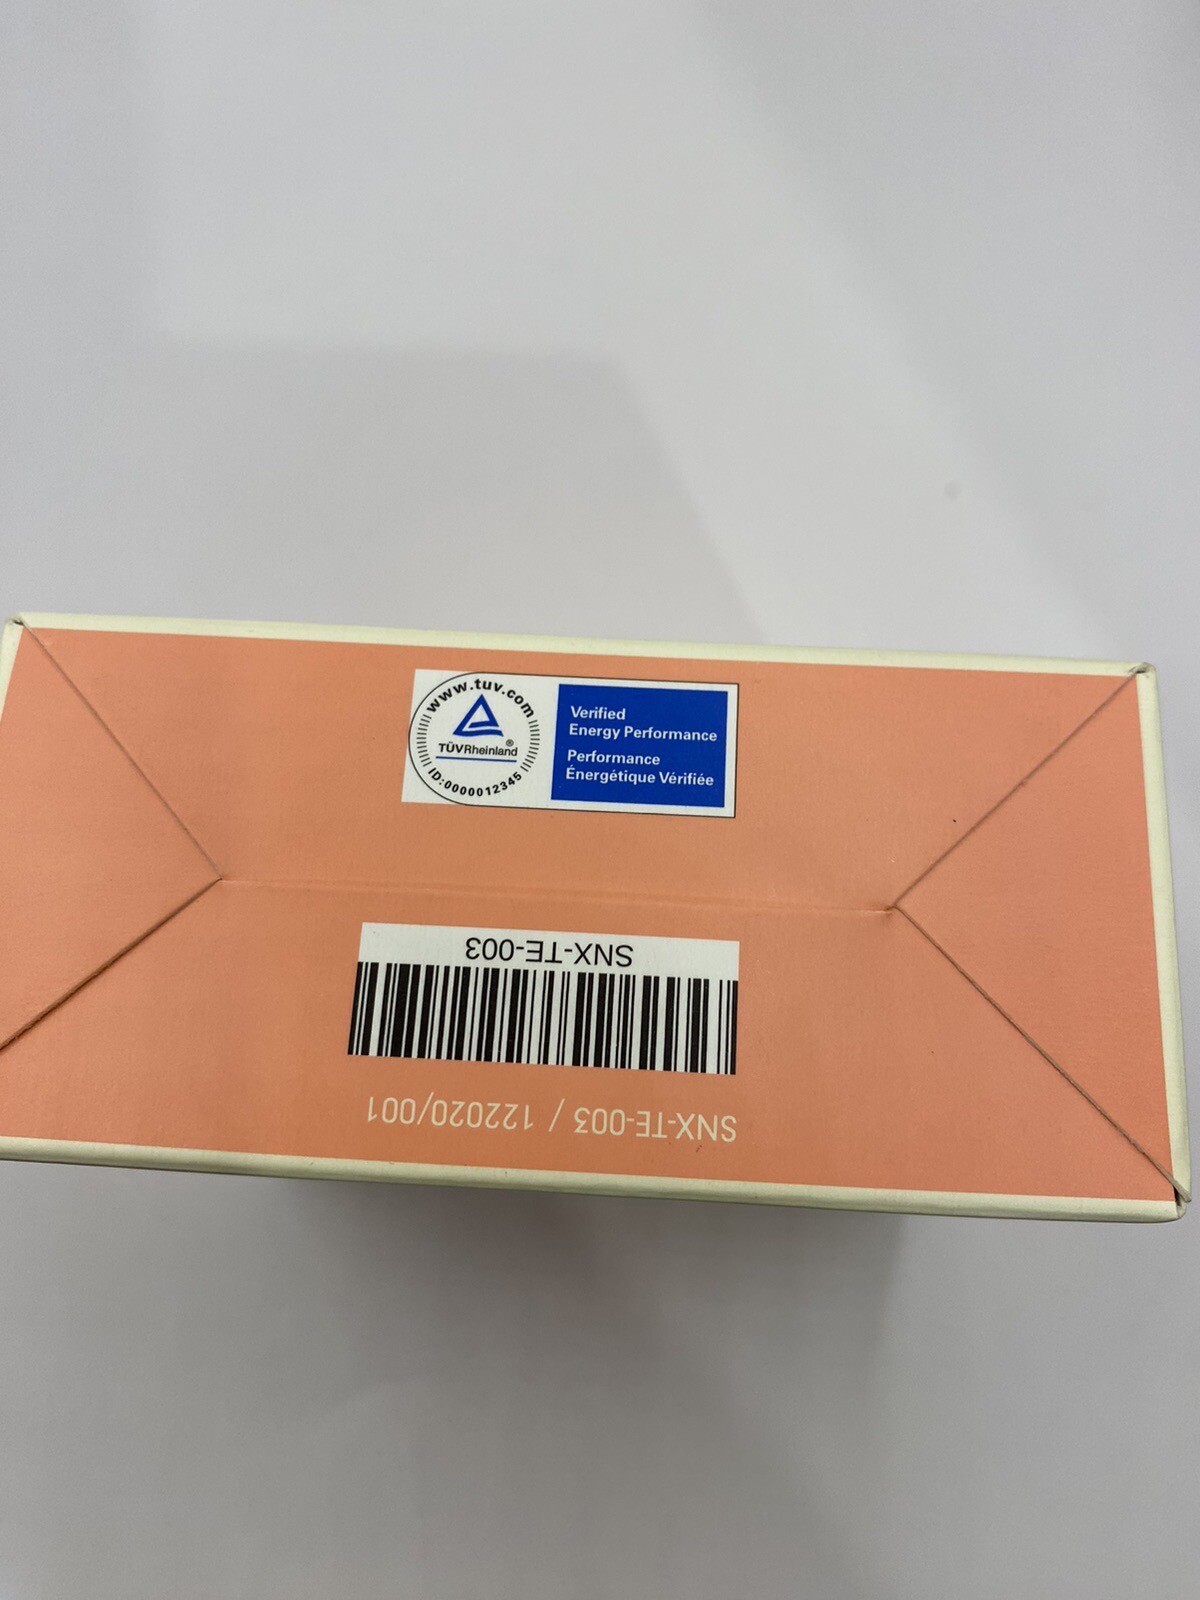 www.tuv.com
TÜVRheinland®
ID:0000012345
Verified
Energy Performance
Performance
Énergétique Vérifiée
SNX-TE-003
SNX-TE-003 / 122020/001